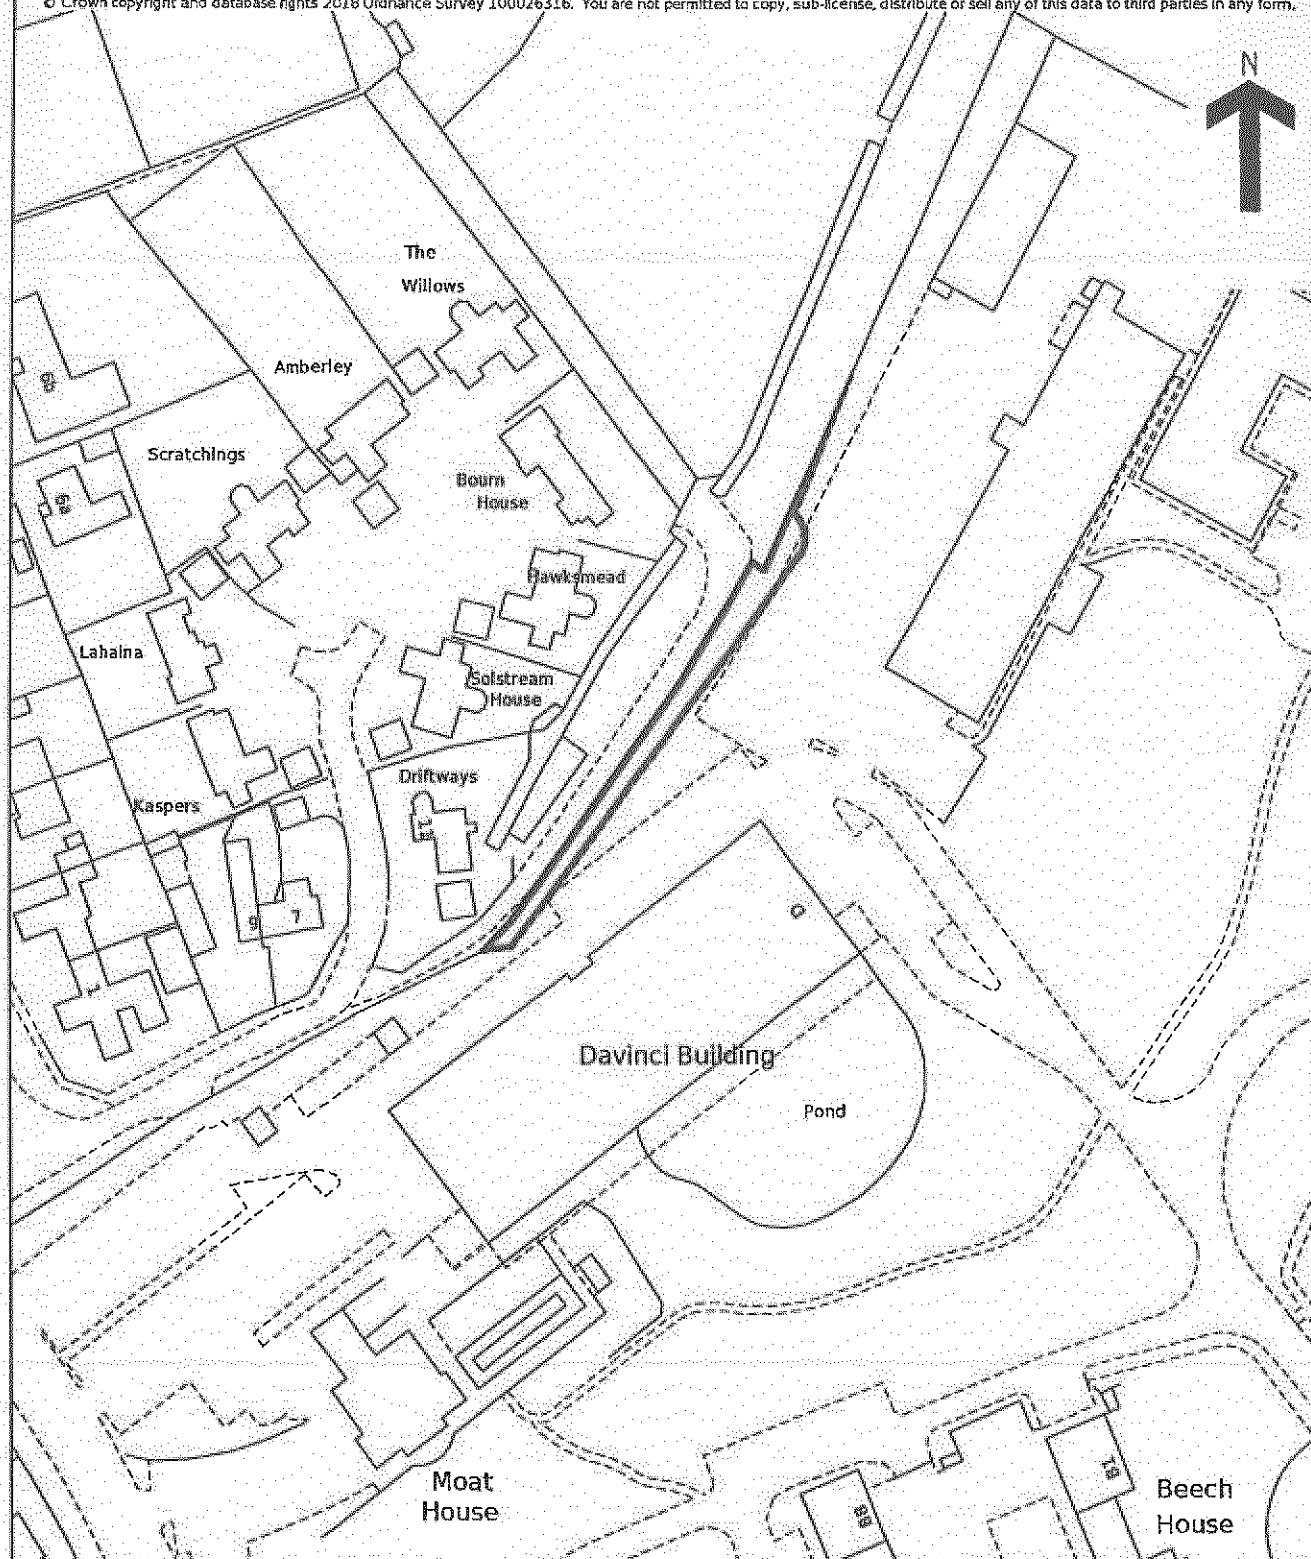 © Crown copyright and database rights 2018 Ordnance Survey 100026316. You are not permitted to copy, sub-license, distribute or sell any of this data to third parties in any form.
N
The
Willows
Amberley
Scratchings
Bourn
House
Hawksmead
Lahaina
Solstream
House
Driftways
Kaspers
9
7
Davinci Building
Pond
Moat
House
Beech
House